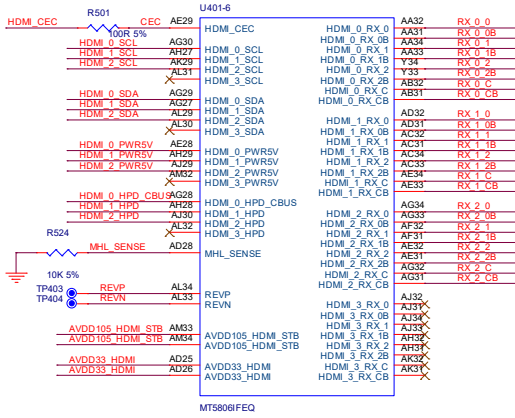 U401-6
HDMI_CEC R501 CEC AE29 HDMI_CEC
100R 5%
HDMI_0_SCL AG30 HDMI_0_SCL
HDMI_1_SCL AH27 HDMI_1_SCL
HDMI_2_SCL AK29 HDMI_2_SCL
AL31 HDMI_3_SCL
HDMI_0_SDA AG29 HDMI_0_SDA
HDMI_1_SDA AG27 HDMI_1_SDA
HDMI_2_SDA AL29 HDMI_2_SDA
AL30 HDMI_3_SDA
HDMI_0_PWR5V AE28 HDMI_0_PWR5V
HDMI_1_PWR5V AH29 HDMI_1_PWR5V
HDMI_2_PWR5V AJ29 HDMI_2_PWR5V
AM32 HDMI_3_PWR5V
HDMI_0_HPD_CBUS AG28 HDMI_0_HPD_CBUS
HDMI_1_HPD AH28 HDMI_1_HPD
HDMI_2_HPD AJ30 HDMI_2_HPD
AL32 HDMI_3_HPD
R524 MHL_SENSE AD28 MHL_SENSE
10K 5%
TP403 REVP AL34 REVP
TP404 REVN AL33 REVN
AVDD105_HDMI_STB AM33 AVDD105_HDMI_STB
AVDD105_HDMI_STB AM34 AVDD105_HDMI_STB
AVDD33_HDMI AD25 AVDD33_HDMI
AVDD33_HDMI AD26 AVDD33_HDMI
HDMI_0_RX_0 AA32 RX_0_0
HDMI_0_RX_0B AA31 RX_0_0B
HDMI_0_RX_1 AA34 RX_0_1
HDMI_0_RX_1B AA33 RX_0_1B
HDMI_0_RX_2 Y34 RX_0_2
HDMI_0_RX_2B Y33 RX_0_2B
HDMI_0_RX_C AB32 RX_0_C
HDMI_0_RX_CB AB31 RX_0_CB
HDMI_1_RX_0 AD32 RX_1_0
HDMI_1_RX_0B AD31 RX_1_0B
HDMI_1_RX_1 AC32 RX_1_1
HDMI_1_RX_1B AC31 RX_1_1B
HDMI_1_RX_2 AC34 RX_1_2
HDMI_1_RX_2B AC33 RX_1_2B
HDMI_1_RX_C AE34 RX_1_C
HDMI_1_RX_CB AE33 RX_1_CB
HDMI_2_RX_0 AG34 RX_2_0
HDMI_2_RX_0B AG33 RX_2_0B
HDMI_2_RX_1 AF32 RX_2_1
HDMI_2_RX_1B AF31 RX_2_1B
HDMI_2_RX_2 AE32 RX_2_2
HDMI_2_RX_2B AE31 RX_2_2B
HDMI_2_RX_C AG32 RX_2_C
HDMI_2_RX_CB AG31 RX_2_CB
HDMI_3_RX_0 AJ32
HDMI_3_RX_0B AJ31
HDMI_3_RX_1 AJ34
HDMI_3_RX_1B AJ33
HDMI_3_RX_2 AH32
HDMI_3_RX_2B AH31
HDMI_3_RX_C AK32
HDMI_3_RX_CB AK31
MT5806IFEQ